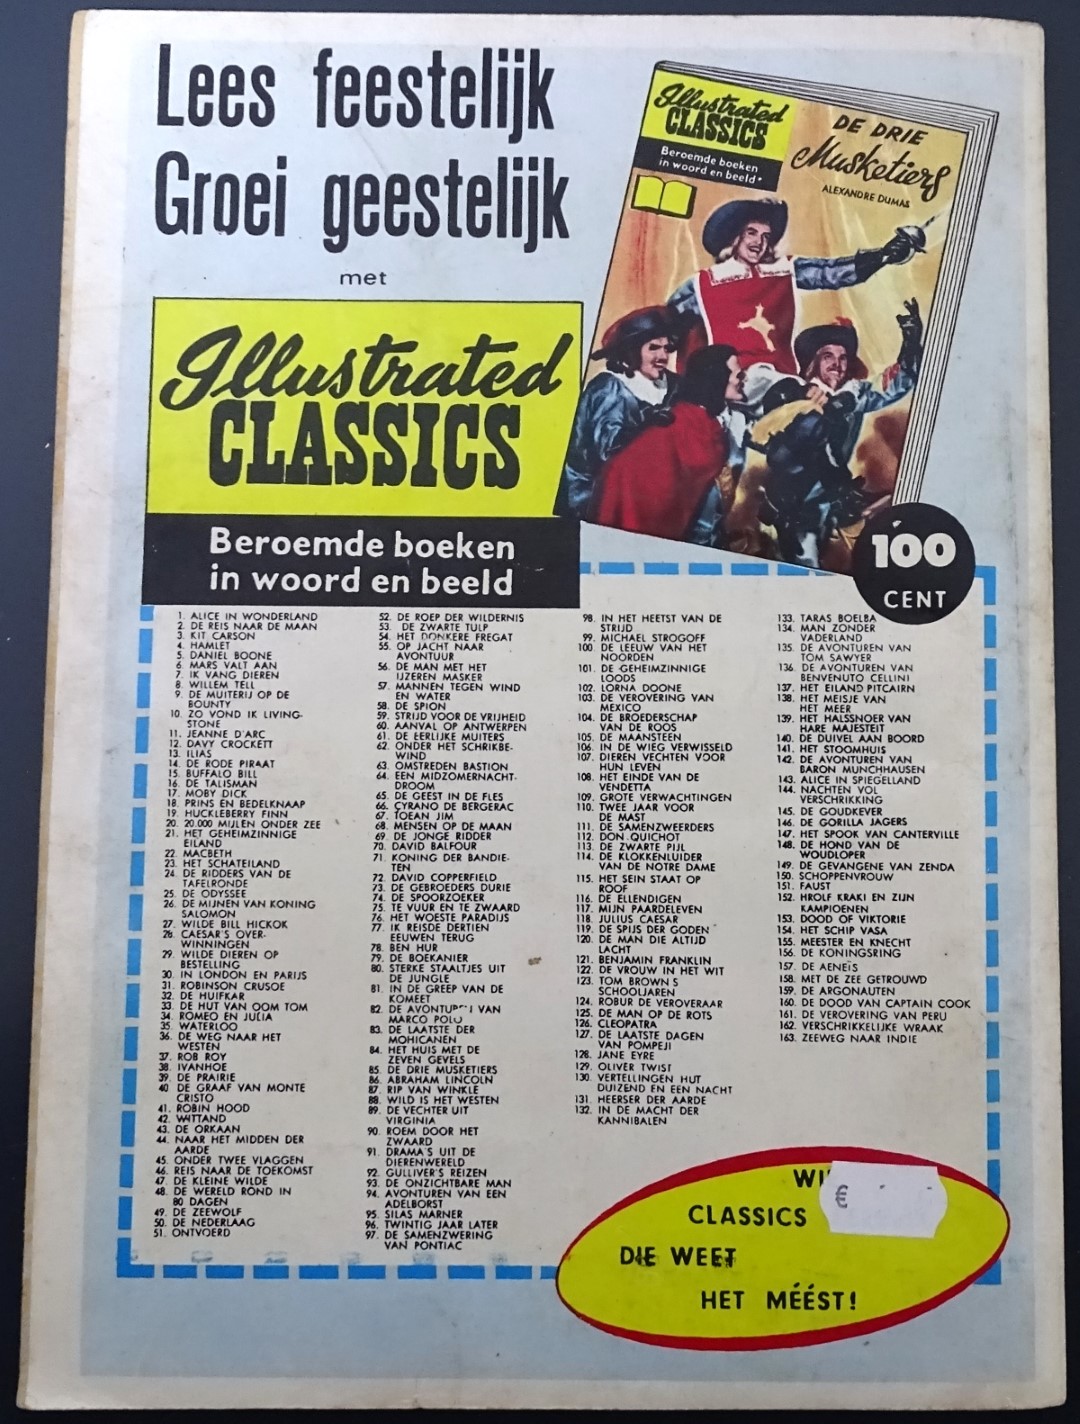 Lees feestelijk
Groei geestelijk
met
Illustrated
CLASSICS
Beroemde boeken
in woord en beeld
Illustrated
CLASSICS
Beroemde boeken
in woord en beeld
DE DRIE
Musketiers
ALEXANDRE DUMAS
100
CENT
1. ALICE IN WONDERLAND
2. DE REIS NAAR DE MAAN
3. KIT CARSON
4. HAMLET
5. DANIEL BOONE
6. MARS VALT AAN
7. IK VANG DIEREN
8. WILLEM TELL
9. DE MUITERIJ OP DE
BOUNTY
10. ZO VOND IK LIVING-
STONE
11. JEANNE D'ARC
12. DAVY CROCKETT
13. ILIAS
14. DE RODE PIRAAT
15. BUFFALO BILL
16. DE TALISMAN
17. MOBY DICK
18. PRINS EN BEDELKNAAP
19. HUCKLEBERRY FINN
20. 20.000 MIJLEN ONDER ZEE
21. HET GEHEIMZINNIGE
EILAND
22. MACBETH
23. HET SCHATEILAND
24. DE RIDDERS VAN DE
TAFELRONDE
25. DE ODYSSEE
26. DE MIJNEN VAN KONING
SALOMON
27. WILDE BILL HICKOK
28. CAESAR'S OVER-
WINNINGEN
29. WILDE DIEREN OP
BESTELLING
30. IN LONDON EN PARIJS
31. ROBINSON CRUSOE
32. DE HUIFKAR
33. DE HUT VAN OOM TOM
34. ROMEO EN JULIA
35. WATERLOO
36. DE WEG NAAR HET
WESTEN
37. ROB ROY
38. IVANHOE
39. DE PRAIRIE
40 DE GRAAF VAN MONTE
CRISTO
41. ROBIN HOOD
42. WITTAND
43. DE ORKAAN
44. NAAR HET MIDDEN DER
AARDE
45. ONDER TWEE VLAGGEN
46. REIS NAAR DE TOEKOMST
47. DE KLEINE WILDE
48. DE WERELD ROND IN
80 DAGEN
49. DE ZEEWOLF
50. DE NEDERLAAG
51. ONTVOERD
52. DE ROEP DER WILDERNIS
53. DE ZWARTE TULP
54. HET DONKERE FREGAT
55. OP JACHT NAAR
AVONTUUR
56. DE MAN MET HET
IJZEREN MASKER
57. MANNEN TEGEN WIND
EN WATER
58. DE SPION
59. STRIJD VOOR DE VRIJHEID
60. AANVAL OP ANTWERPEN
61. DE EERLIJKE MUITERS
62. ONDER HET SCHRIKBE-
WIND
63. OMSTREDEN BASTION
64. EEN MIDZOMERNACHT-
DROOM
65. DE GEEST IN DE FLES
66. CYRANO DE BERGERAC
67. TOEAN JIM
68. MENSEN OP DE MAAN
69. DE JONGE RIDDER
70. DAVID BALFOUR
71. KONING DER BANDIE-
TEN
72. DAVID COPPERFIELD
73. DE GEBROEDERS DURIE
74. DE SPOORZOEKER
75. TE VUUR EN TE ZWAARD
76. HET WOESTE PARADIJS
77. IK REISDE DERTIEN
EEUWEN TERUG
78. BEN HUR
79. DE BOEKANIER
80. STERKE STAALTJES UIT
DE JUNGLE
81. IN DE GREEP VAN DE
KOMEET
82. DE VAN
MARCO POLO
83. DE LAATSTE DER
MOHICANEN
84. HET HUIS MET DE
ZEVEN GEVELS
85. DE DRIE MUSKETIERS
86. ABRAHAM LINCOLN
87. RIP VAN WINKLE
88. WILD IS HET WESTEN
89. DE VECHTER UIT
VIRGINIA
90. ROEM DOOR HET
ZWAARD
91. DRAMA'S UIT DE
DIERENWERELD
92. GULLIVER'S REIZEN
93. DE ONZICHTBARE MAN
94. AVONTUREN VAN EEN
ADELBORST
95. SILAS MARNER
96. TWINTIG JAAR LATER
97. DE SAMENZWERING
VAN PONTIAC
98. IN HET HEETST VAN DE
STRIJD
99. MICHAEL STROGOFF
100. DE LEEUW VAN HET
NOORDEN
101. DE GEHEIMZINNIGE
LOODS
102. LORNA DOONE
103. DE VEROVERING VAN
MEXICO
104. DE BROEDERSCHAP
VAN DE ROOS
105. DE MAANSTEEN
106. IN DE WIEG VERWISSELD
107. DIEREN VECHTEN VOOR
HUN LEVEN
108. HET EINDE VAN DE
VENDETTA
109. GROTE VERWACHTINGEN
110. TWEE JAAR VOOR
DE MAST
111. DE SAMENZWEERDERS
112. DON QUICHOT
113. DE ZWARTE PIJL
114. DE KLOKKENLUIDER
VAN DE NOTRE DAME
115. HET SEIN STAAT OP
ROOF
116. DE ELLENDIGEN
117. MIJN PAARDELEVEN
118. JULIUS CAESAR
119. DE SPIJS DER GODEN
120. DE MAN DIE ALTIJD
LACHT
121. BENJAMIN FRANKLIN
122. DE VROUW IN HET WIT
123. TOM BROWN S
SCHOOLJAREN
124. ROBUR DE VEROVERAAR
125. DE MAN OP DE ROTS
126. CLEOPATRA
127. DE LAATSTE DAGEN
VAN POMPEJI
128. JANE EYRE
129. OLIVER TWIST
130. VERTELLINGEN HUT
DUIZEND EN EEN NACHT
131. HEERSER DER AARDE
132. IN DE MACHT DER
KANNIBALEN
133. TARAS BOELBA
134. MAN ZONDER
VADERLAND
135. DE AVONTUREN VAN
TOM SAWYER
136. DE AVONTUREN VAN
BENVENUTO CELLINI
137. HET EILAND PITCAIRN
138. HET MEISJE VAN
HET MEER
139. HET HALSSNOER VAN
HARE MAJESTEIT
140. DE DUIVEL AAN BOORD
141. HET STOOMHUIS
142. DE AVONTUREN VAN
BARON MUNCHHAUSEN
143. ALICE IN SPIEGELLAND
144. NACHTEN VOL
VERSCHRIKKING
145. DE GOUDKEVER
146. DE GORILLA JAGERS
147. HET SPOOK VAN CANTERVILLE
148. DE HOND VAN DE
WOUDLOPER
149. DE GEVANGENE VAN ZENDA
150. SCHOPPENVROUW
151. FAUST
152. HROLF KRAKI EN ZIJN
KAMPIOENEN
153. DOOD OF VIKTORIE
154. HET SCHIP VASA
155. MEESTER EN KNECHT
156. DE KONINGSRING
157. DE AENEÏS
158. MET DE ZEE GETROUWD
159. DE ARGONAUTEN
160. DE DOOD VAN CAPTAIN COOK
161. DE VEROVERING VAN PERU
162. VERSCHRIKKELIJKE WRAAK
163. ZEEWEG NAAR INDIE
€
CLASSICS
DIE WEET
HET MÉÉST!